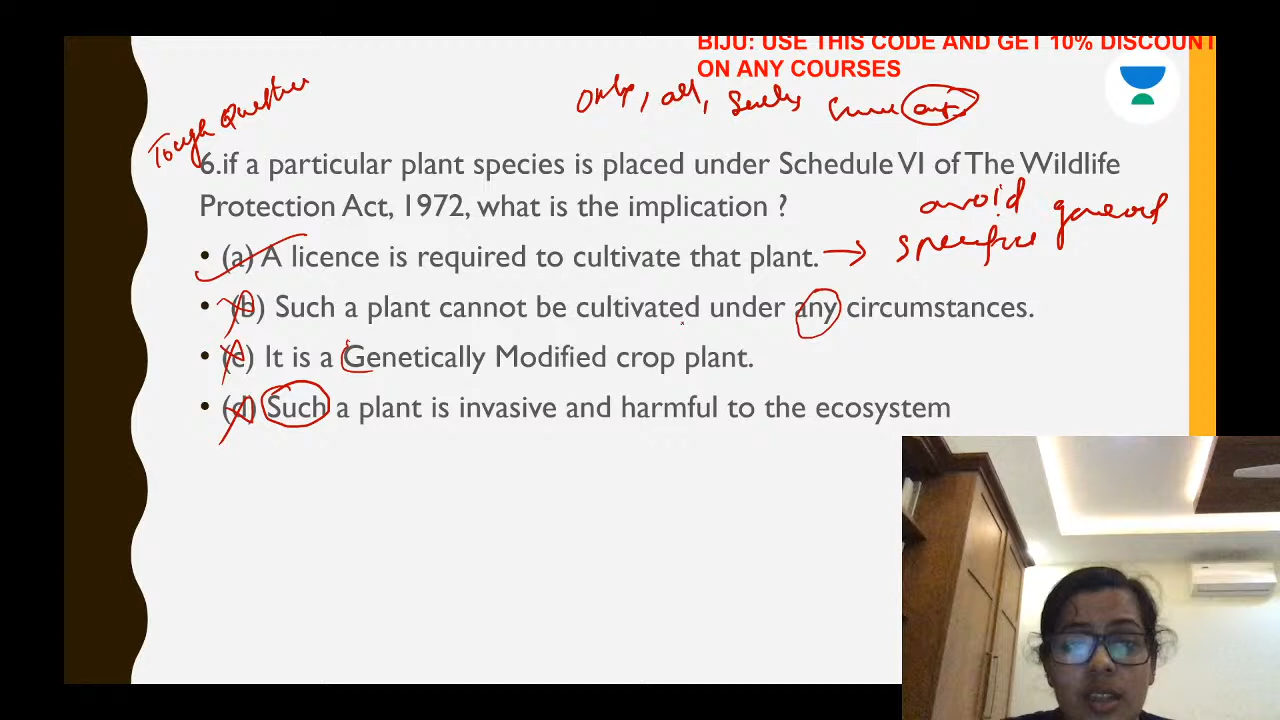 BIJU: USE THIS CODE AND GET 10% DISCOUNT
ON ANY COURSES
Tough Question
only, all,
6.if a particular plant species is placed under Schedule VI of The Wildlife
Protection Act, 1972, what is the implication ?
avoid general
• (a) A licence is required to cultivate that plant. → specific
• (b) Such a plant cannot be cultivated under any circumstances.
• (c) It is a Genetically Modified crop plant.
• (d) Such a plant is invasive and harmful to the ecosystem